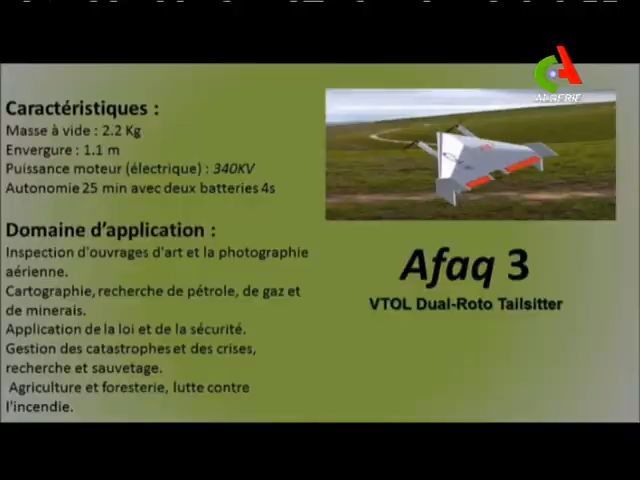 ALGERIE
Caractéristiques :
Masse à vide : 2.2 Kg
Envergure : 1.1 m
Puissance moteur (électrique) : 340KV
Autonomie 25 min avec deux batteries 4s
Domaine d'application :
Inspection d'ouvrages d'art et la photographie
aérienne.
Cartographie, recherche de pétrole, de gaz et
de minerais.
Application de la loi et de la sécurité.
Gestion des catastrophes et des crises,
recherche et sauvetage.
Agriculture et foresterie, lutte contre
l'incendie.
Afaq 3
VTOL Dual-Roto Tailsitter